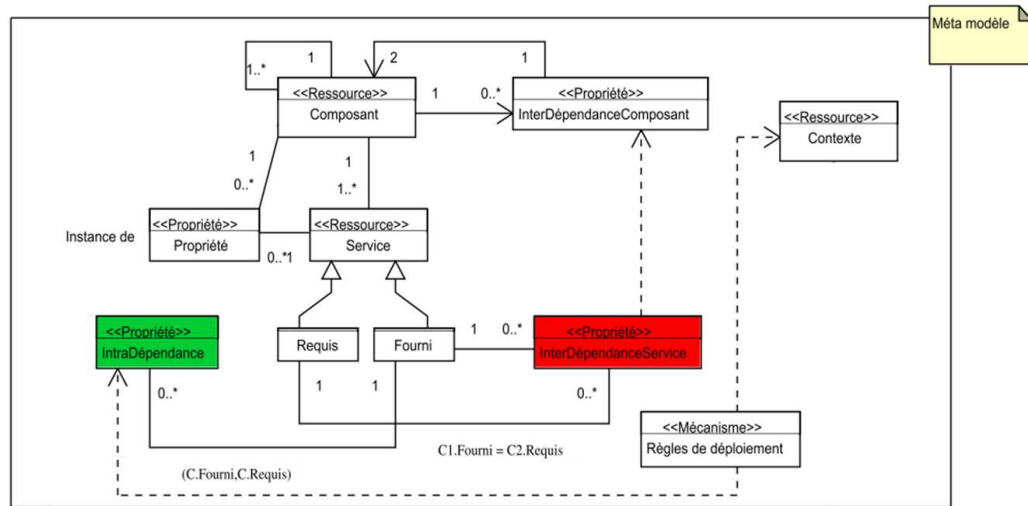 Méta modèle
1
2
1
1..*
<<Ressource>>
Composant
1
0..*
<<Propriété>>
InterDépendanceComposant
<<Ressource>>
Contexte
1
0..*
1
1..*
Instance de
<<Propriété>>
Propriété
0..*1
<<Ressource>>
Service
<<Propriété>>
IntraDépendance
Requis
Fourni
1
0..*
<<Propriété>>
InterDépendanceService
0..*
1
1
0..*
<<Mécanisme>>
Règles de déploiement
C1.Fourni = C2.Requis
(C.Fourni,C.Requis)